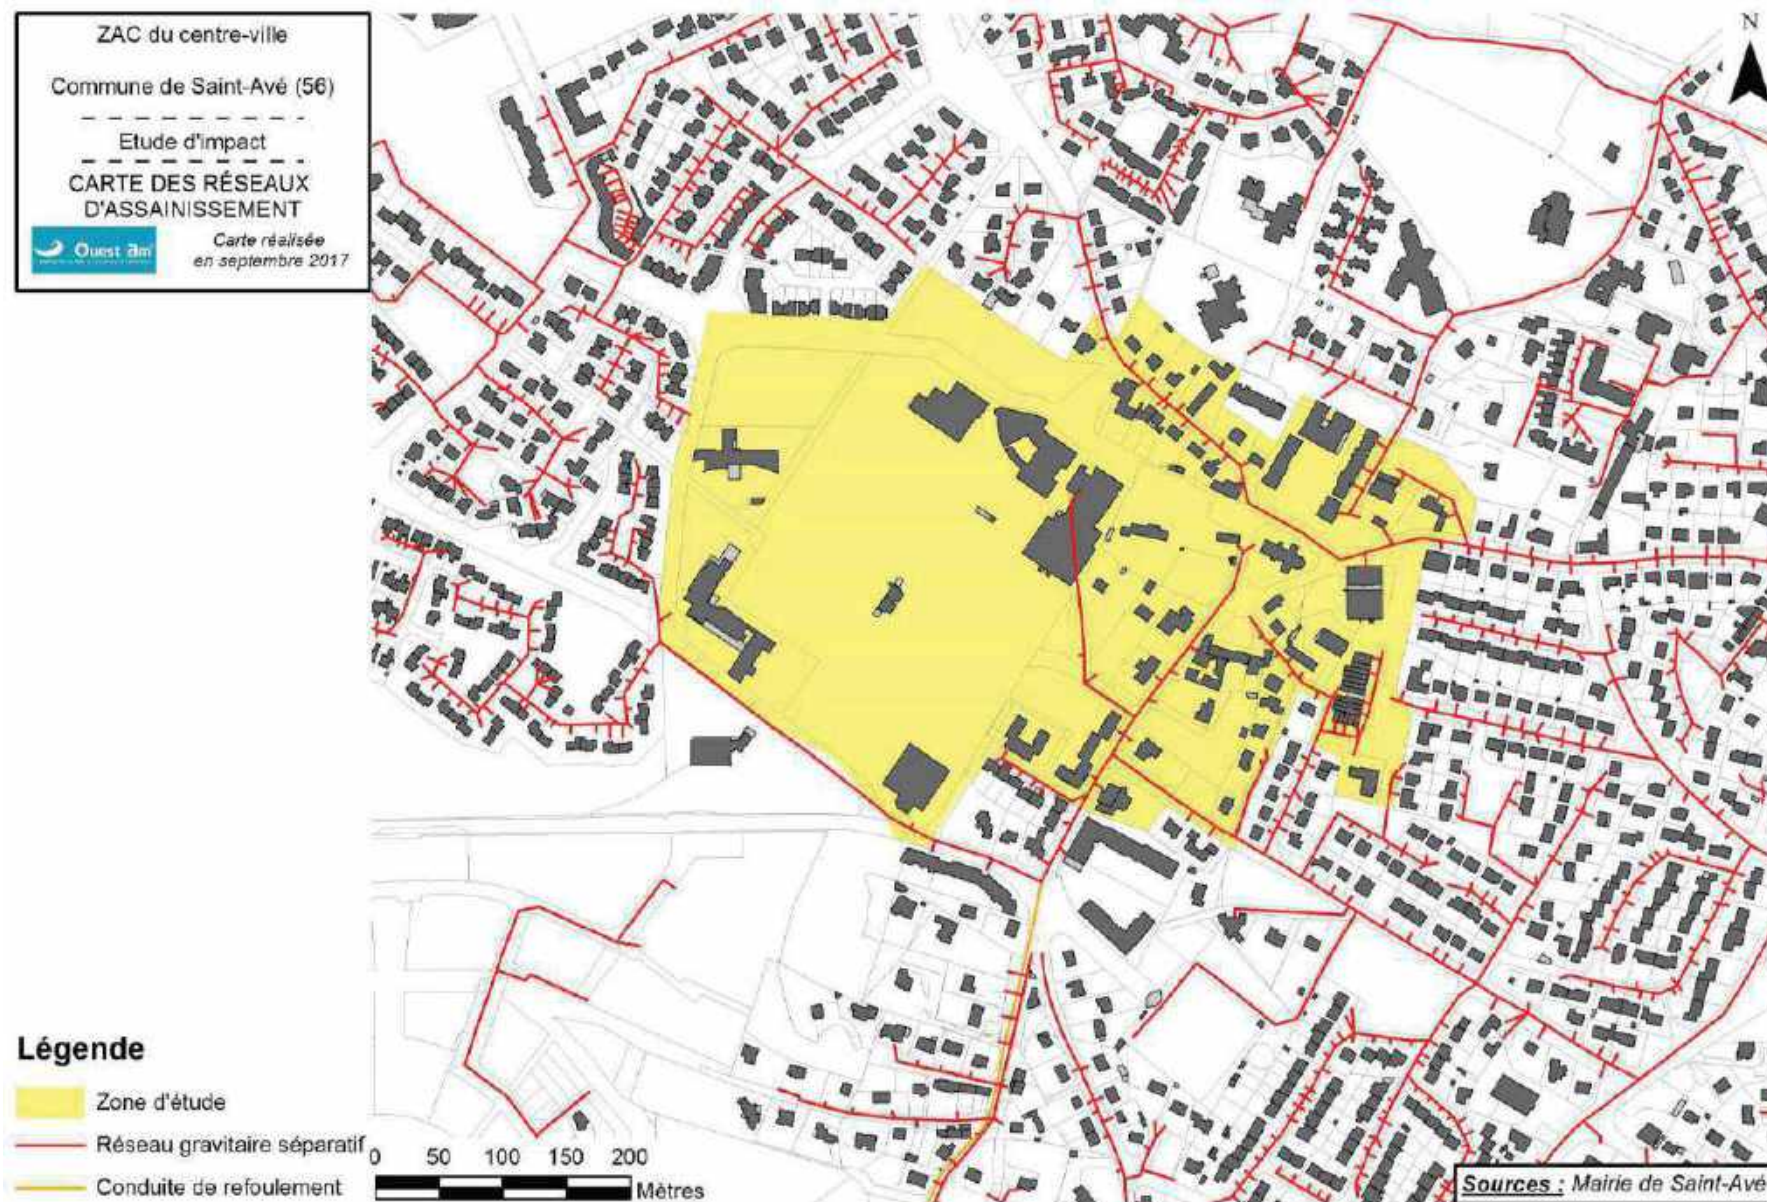 ZAC du centre-ville
Commune de Saint-Avé (56)
Etude d'impact
CARTE DES RÉSEAUX
D'ASSAINISSEMENT
Ouest am'
Carte réalisée
en septembre 2017
N
Légende
Zone d'étude
Réseau gravitaire séparatif
Conduite de refoulement
0 50 100 150 200
Mètres
Sources : Mairie de Saint-Avé